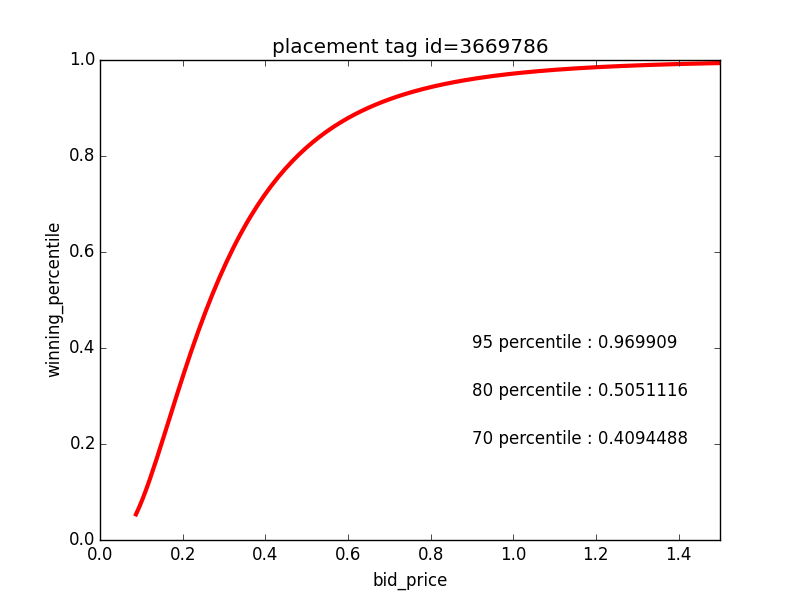 placement tag id=3669786
1.0
0.8
0.6
0.4
0.2
0.0
winning_percentile
95 percentile : 0.969909
80 percentile : 0.5051116
70 percentile : 0.4094488
0.0 0.2 0.4 0.6 0.8 1.0 1.2 1.4
bid_price